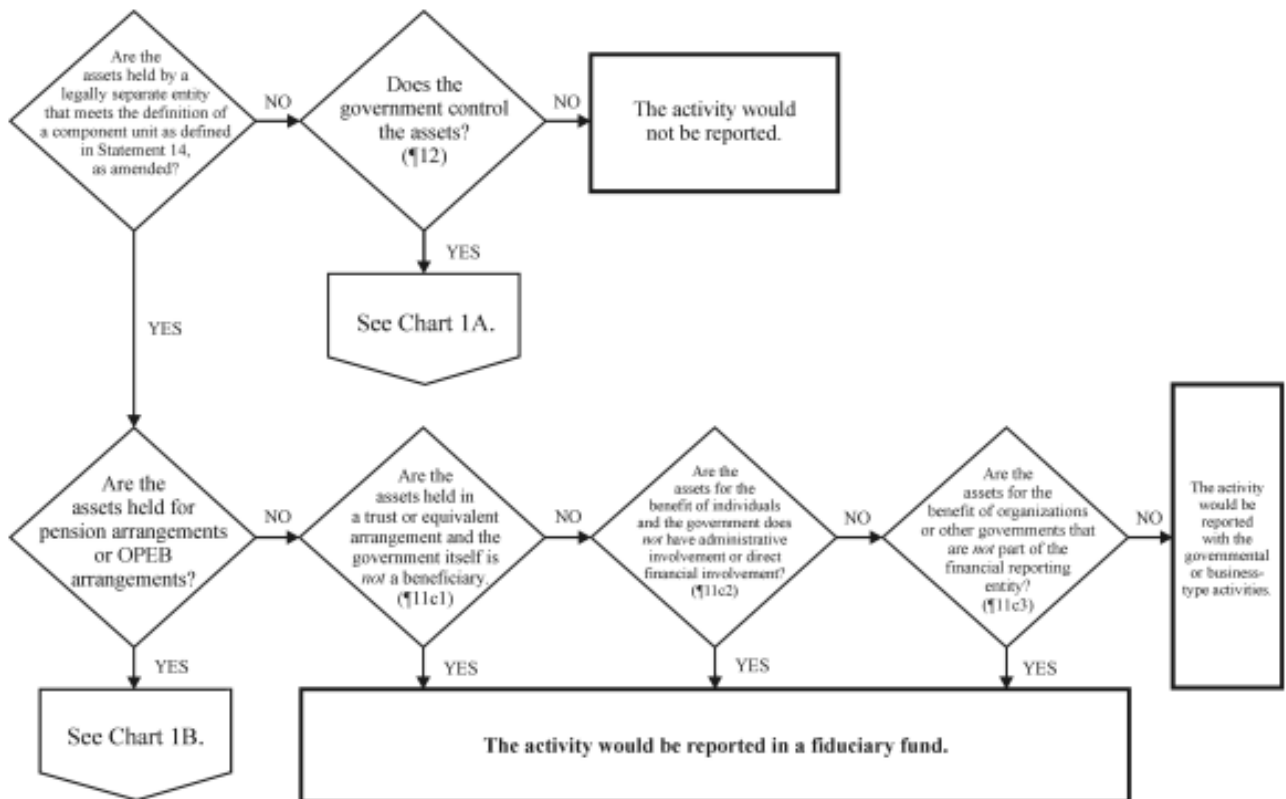 Are the
assets held by a
legally separate entity
that meets the definition of
a component unit as defined
in Statement 14,
as amended?
NO
Does the
government control
the assets?
(¶12)
NO
The activity would
not be reported.
YES
See Chart 1A.
YES
Are the
assets held for
pension arrangements
or OPEB
arrangements?
NO
Are the
assets held in
a trust or equivalent
arrangement and the
government itself is
not a beneficiary.
(¶11c1)
NO
Are the
assets for the
benefit of individuals
and the government does
not have administrative
involvement or direct
financial involvement?
(¶11c2)
NO
Are the
assets for the
benefit of organizations
or other governments that
are not part of the
financial reporting
entity?
(¶11c3)
NO
The activity
would be
reported
with the
governmental
or business-
type activities.
YES
See Chart 1B.
YES
YES
YES
The activity would be reported in a fiduciary fund.